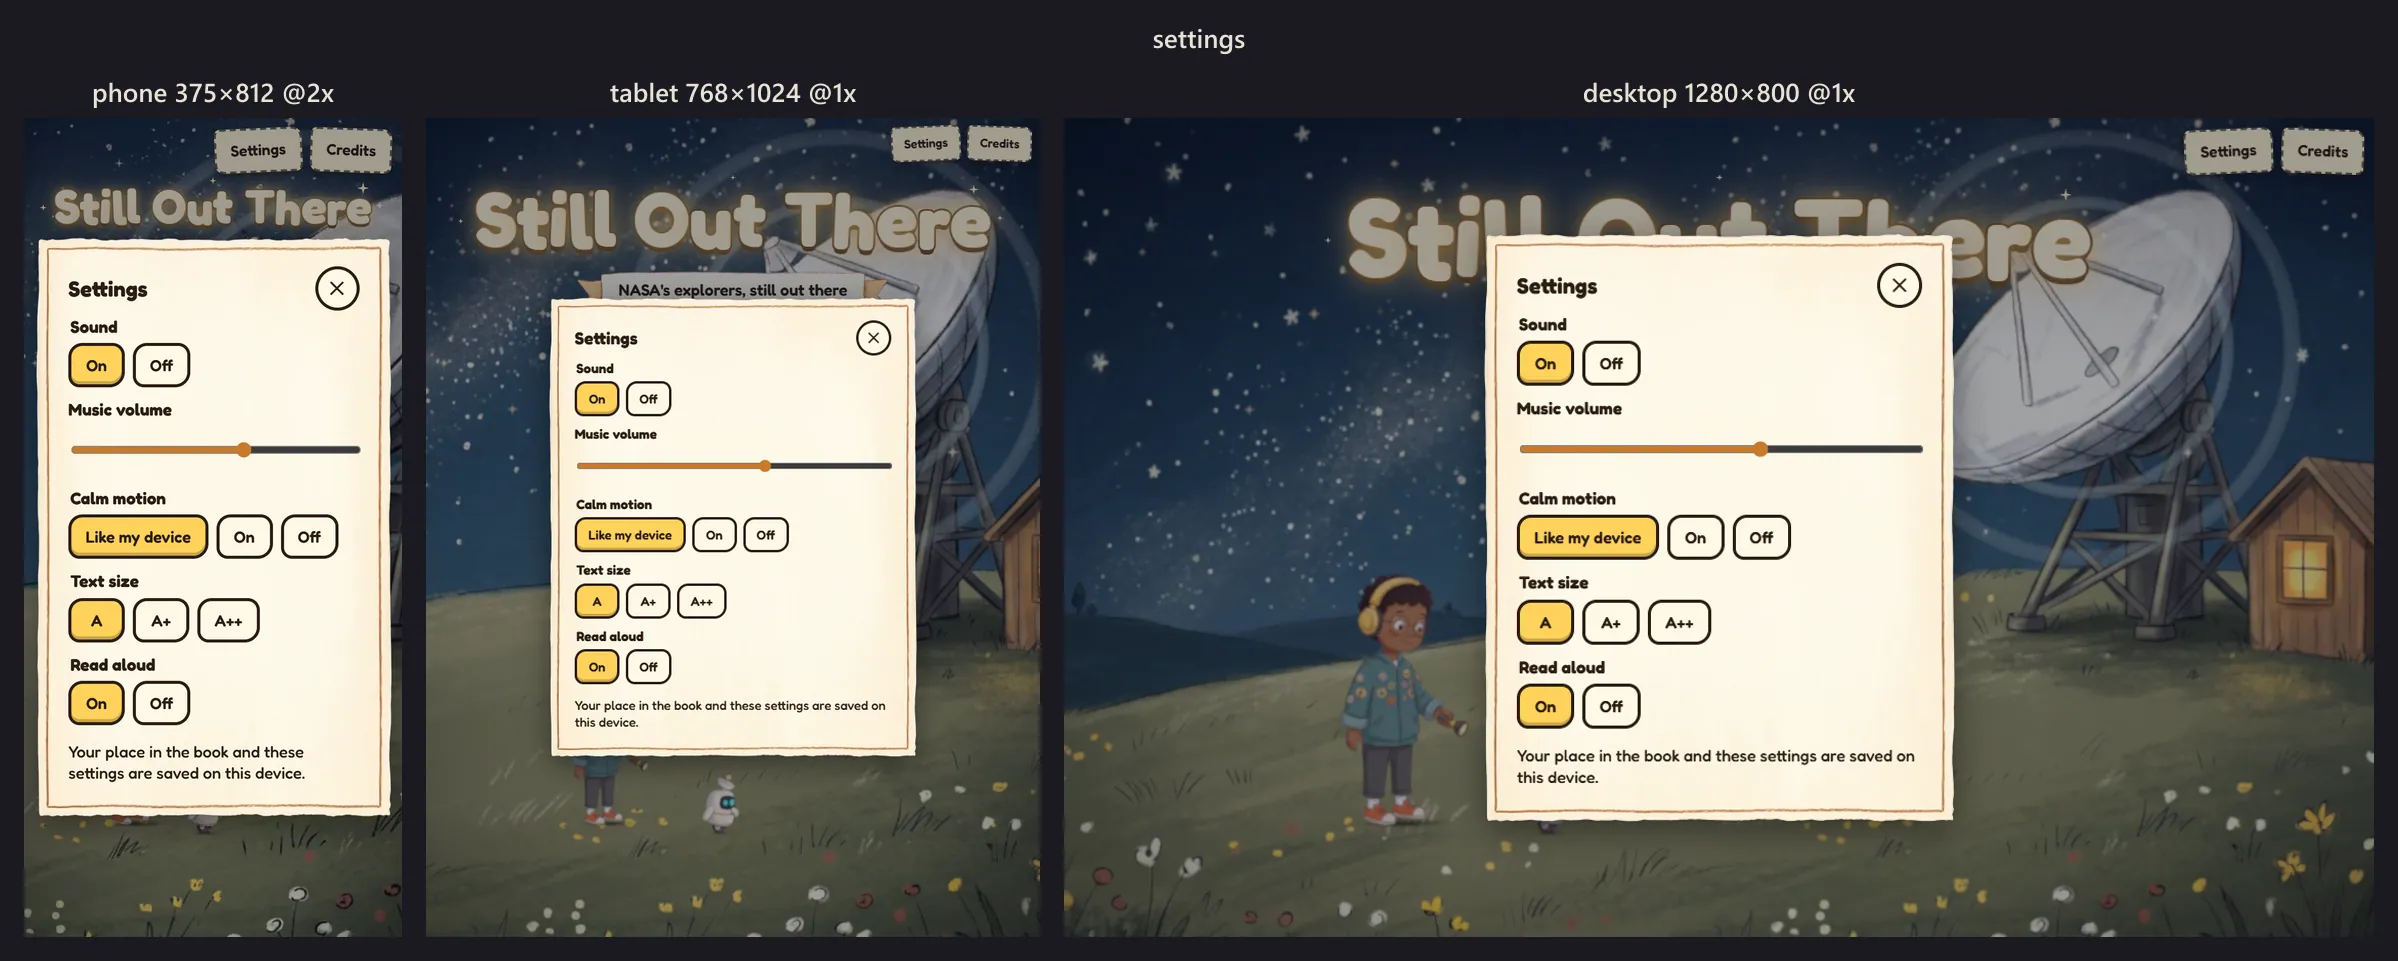 settings
phone 375×812 @2x
Settings
Credits
Still Out There
Settings
Sound
On
Off
Music volume
Calm motion
Like my device
On
Off
Text size
A
A+
A++
Read aloud
On
Off
Your place in the book and these
settings are saved on this device.
tablet 768×1024 @1x
Settings
Credits
Still Out There
NASA's explorers, still out there
Settings
Sound
On
Off
Music volume
Calm motion
Like my device
On
Off
Text size
A
A+
A++
Read aloud
On
Off
Your place in the book and these settings are saved on
this device.
desktop 1280×800 @1x
Settings
Credits
Still Out There
Settings
Sound
On
Off
Music volume
Calm motion
Like my device
On
Off
Text size
A
A+
A++
Read aloud
On
Off
Your place in the book and these settings are saved on
this device.